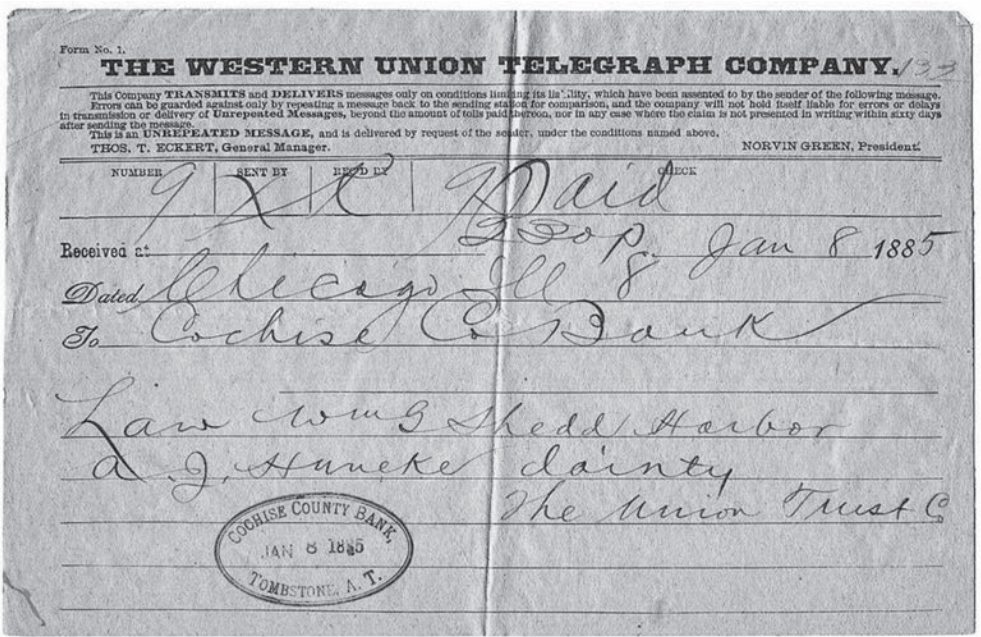 Form No. 1.
THE WESTERN UNION TELEGRAPH COMPANY. 133
This Company TRANSMITS and DELIVERS messages only on conditions limiting its liability, which have been assented to by the sender of the following message.
Errors can be guarded against only by repeating a message back to the sending station for comparison, and the company will not hold itself liable for errors or delays
in transmission or delivery of Unrepeated Messages, beyond the amount of tolls paid thereon, nor in any case where the claim is not presented in writing within sixty days
after sending the message.
This is an UNREPEATED MESSAGE, and is delivered by request of the sender, under the conditions named above.
THOS. T. ECKERT, General Manager. NORVIN GREEN, President.
NUMBER SENT BY REC'D BY CHECK
9 X 9 Paid
Received at 220p. Jan 8 1885
Dated Chicago Ill 8
To Cochise Co Bank
Law Wm G Shedd Harbor
A. J. Huneke dainty
The Union Trust Co
COCHISE COUNTY BANK,
JAN 8 1885
TOMBSTONE, A. T.